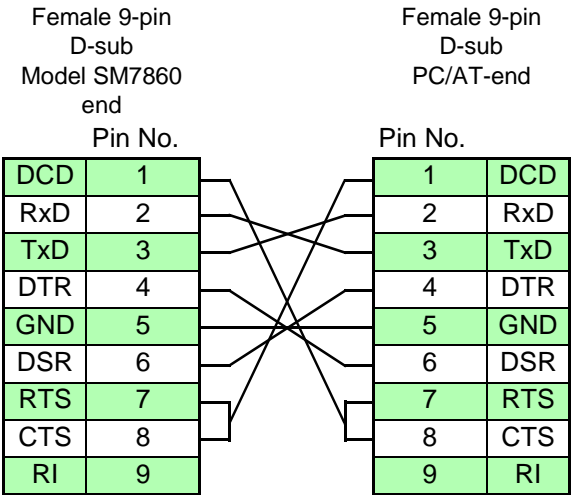 Female 9-pin
D-sub
Model SM7860
end
Female 9-pin
D-sub
PC/AT-end
Pin No.
Pin No.
DCD 1 1 DCD
RxD 2 2 RxD
TxD 3 3 TxD
DTR 4 4 DTR
GND 5 5 GND
DSR 6 6 DSR
RTS 7 7 RTS
CTS 8 8 CTS
RI 9 9 RI